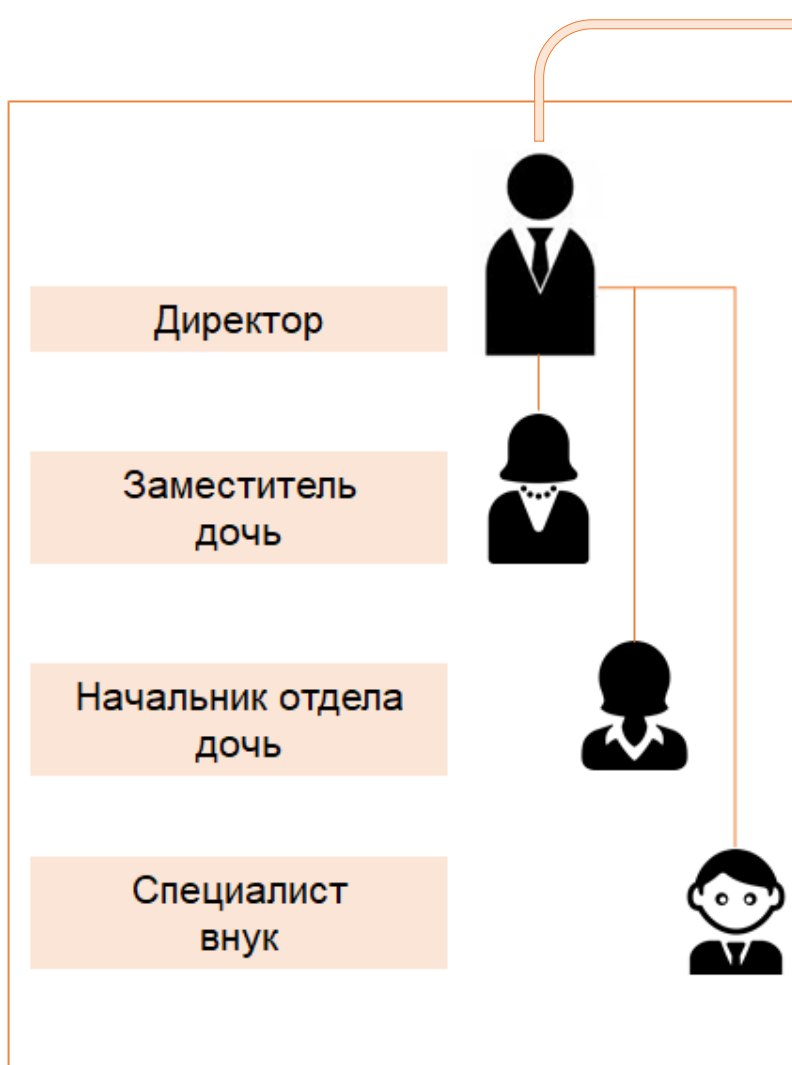 Директор
Заместитель
дочь
Начальник отдела
дочь
Специалист
внук